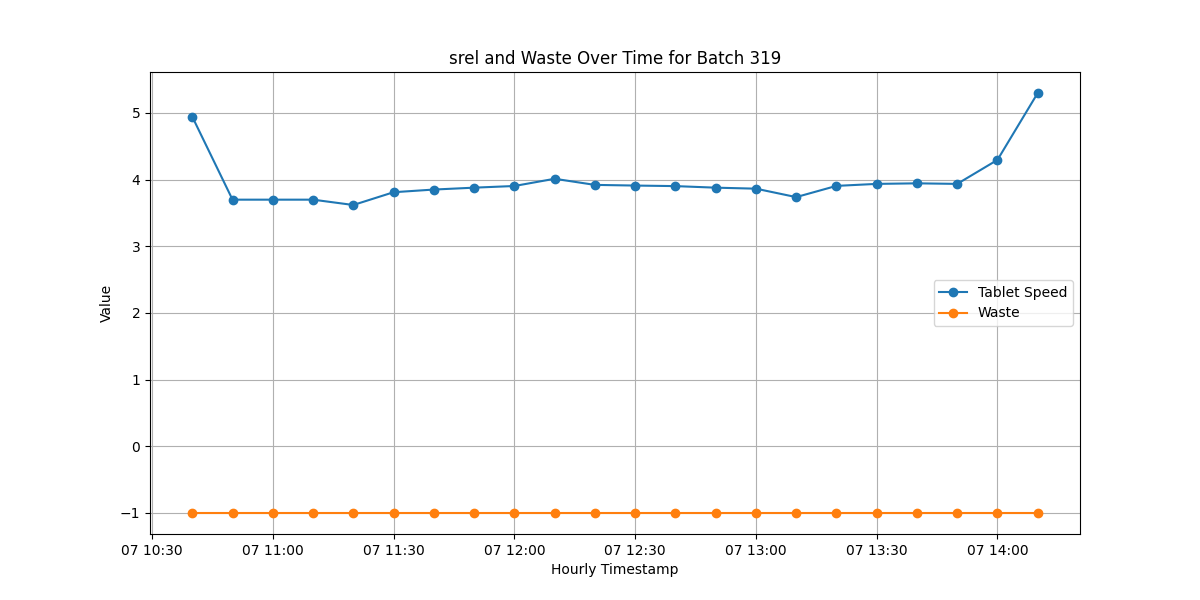 srel and Waste Over Time for Batch 319
5
4
3
2
1
0
−1
Value
Tablet Speed
Waste
07 10:30 07 11:00 07 11:30 07 12:00 07 12:30 07 13:00 07 13:30 07 14:00
Hourly Timestamp